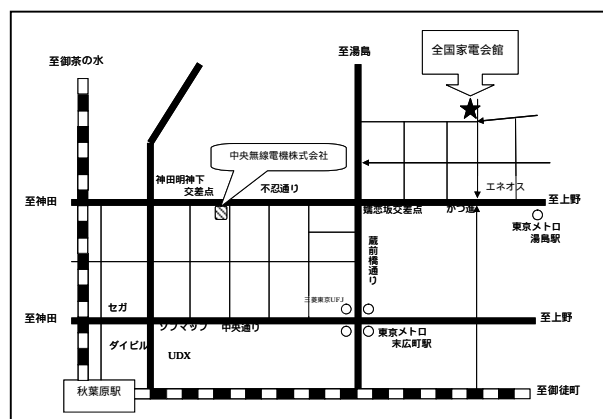 至湯島
全国家電会館
至御茶の水
中央無線電機株式会社
神田明神下
交差点
不忍通り
エネオス
至神田
嬬恋坂交差点
かつ進
至上野
東京メトロ
湯島駅
蔵前橋通り
セガ
三菱東京UFJ
至神田
ソフマップ
中央通り
至上野
東京メトロ
末広町駅
ダイビル
UDX
秋葉原駅
至御徒町